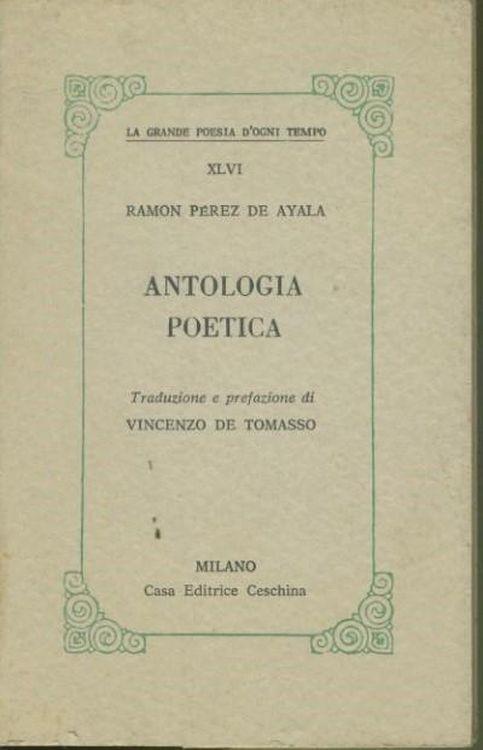 LA GRANDE POESIA D'OGNI TEMPO
XLVI
RAMON PÉREZ DE AYALA
ANTOLOGIA
POETICA
Traduzione e prefazione di
VINCENZO DE TOMASSO
MILANO
Casa Editrice Ceschina